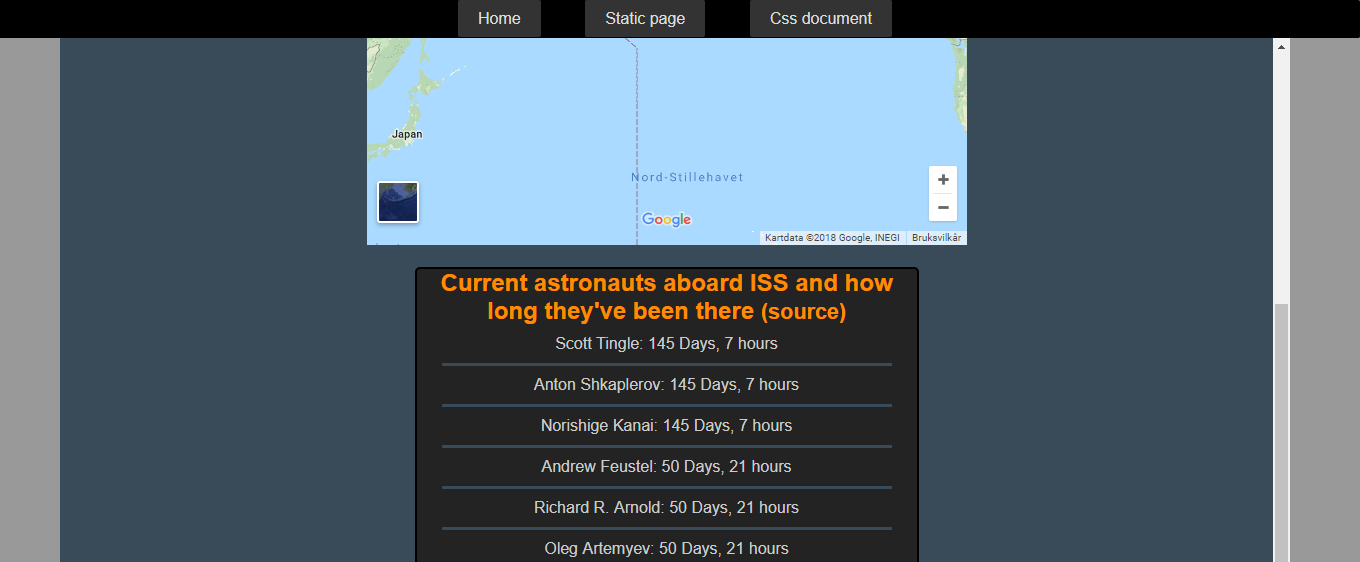 Home Static page Css document
Japan
Nord-Stillehavet
Google
Kartdata ©2018 Google, INEGI Bruksvilkår
Current astronauts aboard ISS and how
long they've been there (source)
Scott Tingle: 145 Days, 7 hours
Anton Shkaplerov: 145 Days, 7 hours
Norishige Kanai: 145 Days, 7 hours
Andrew Feustel: 50 Days, 21 hours
Richard R. Arnold: 50 Days, 21 hours
Oleg Artemyev: 50 Days, 21 hours